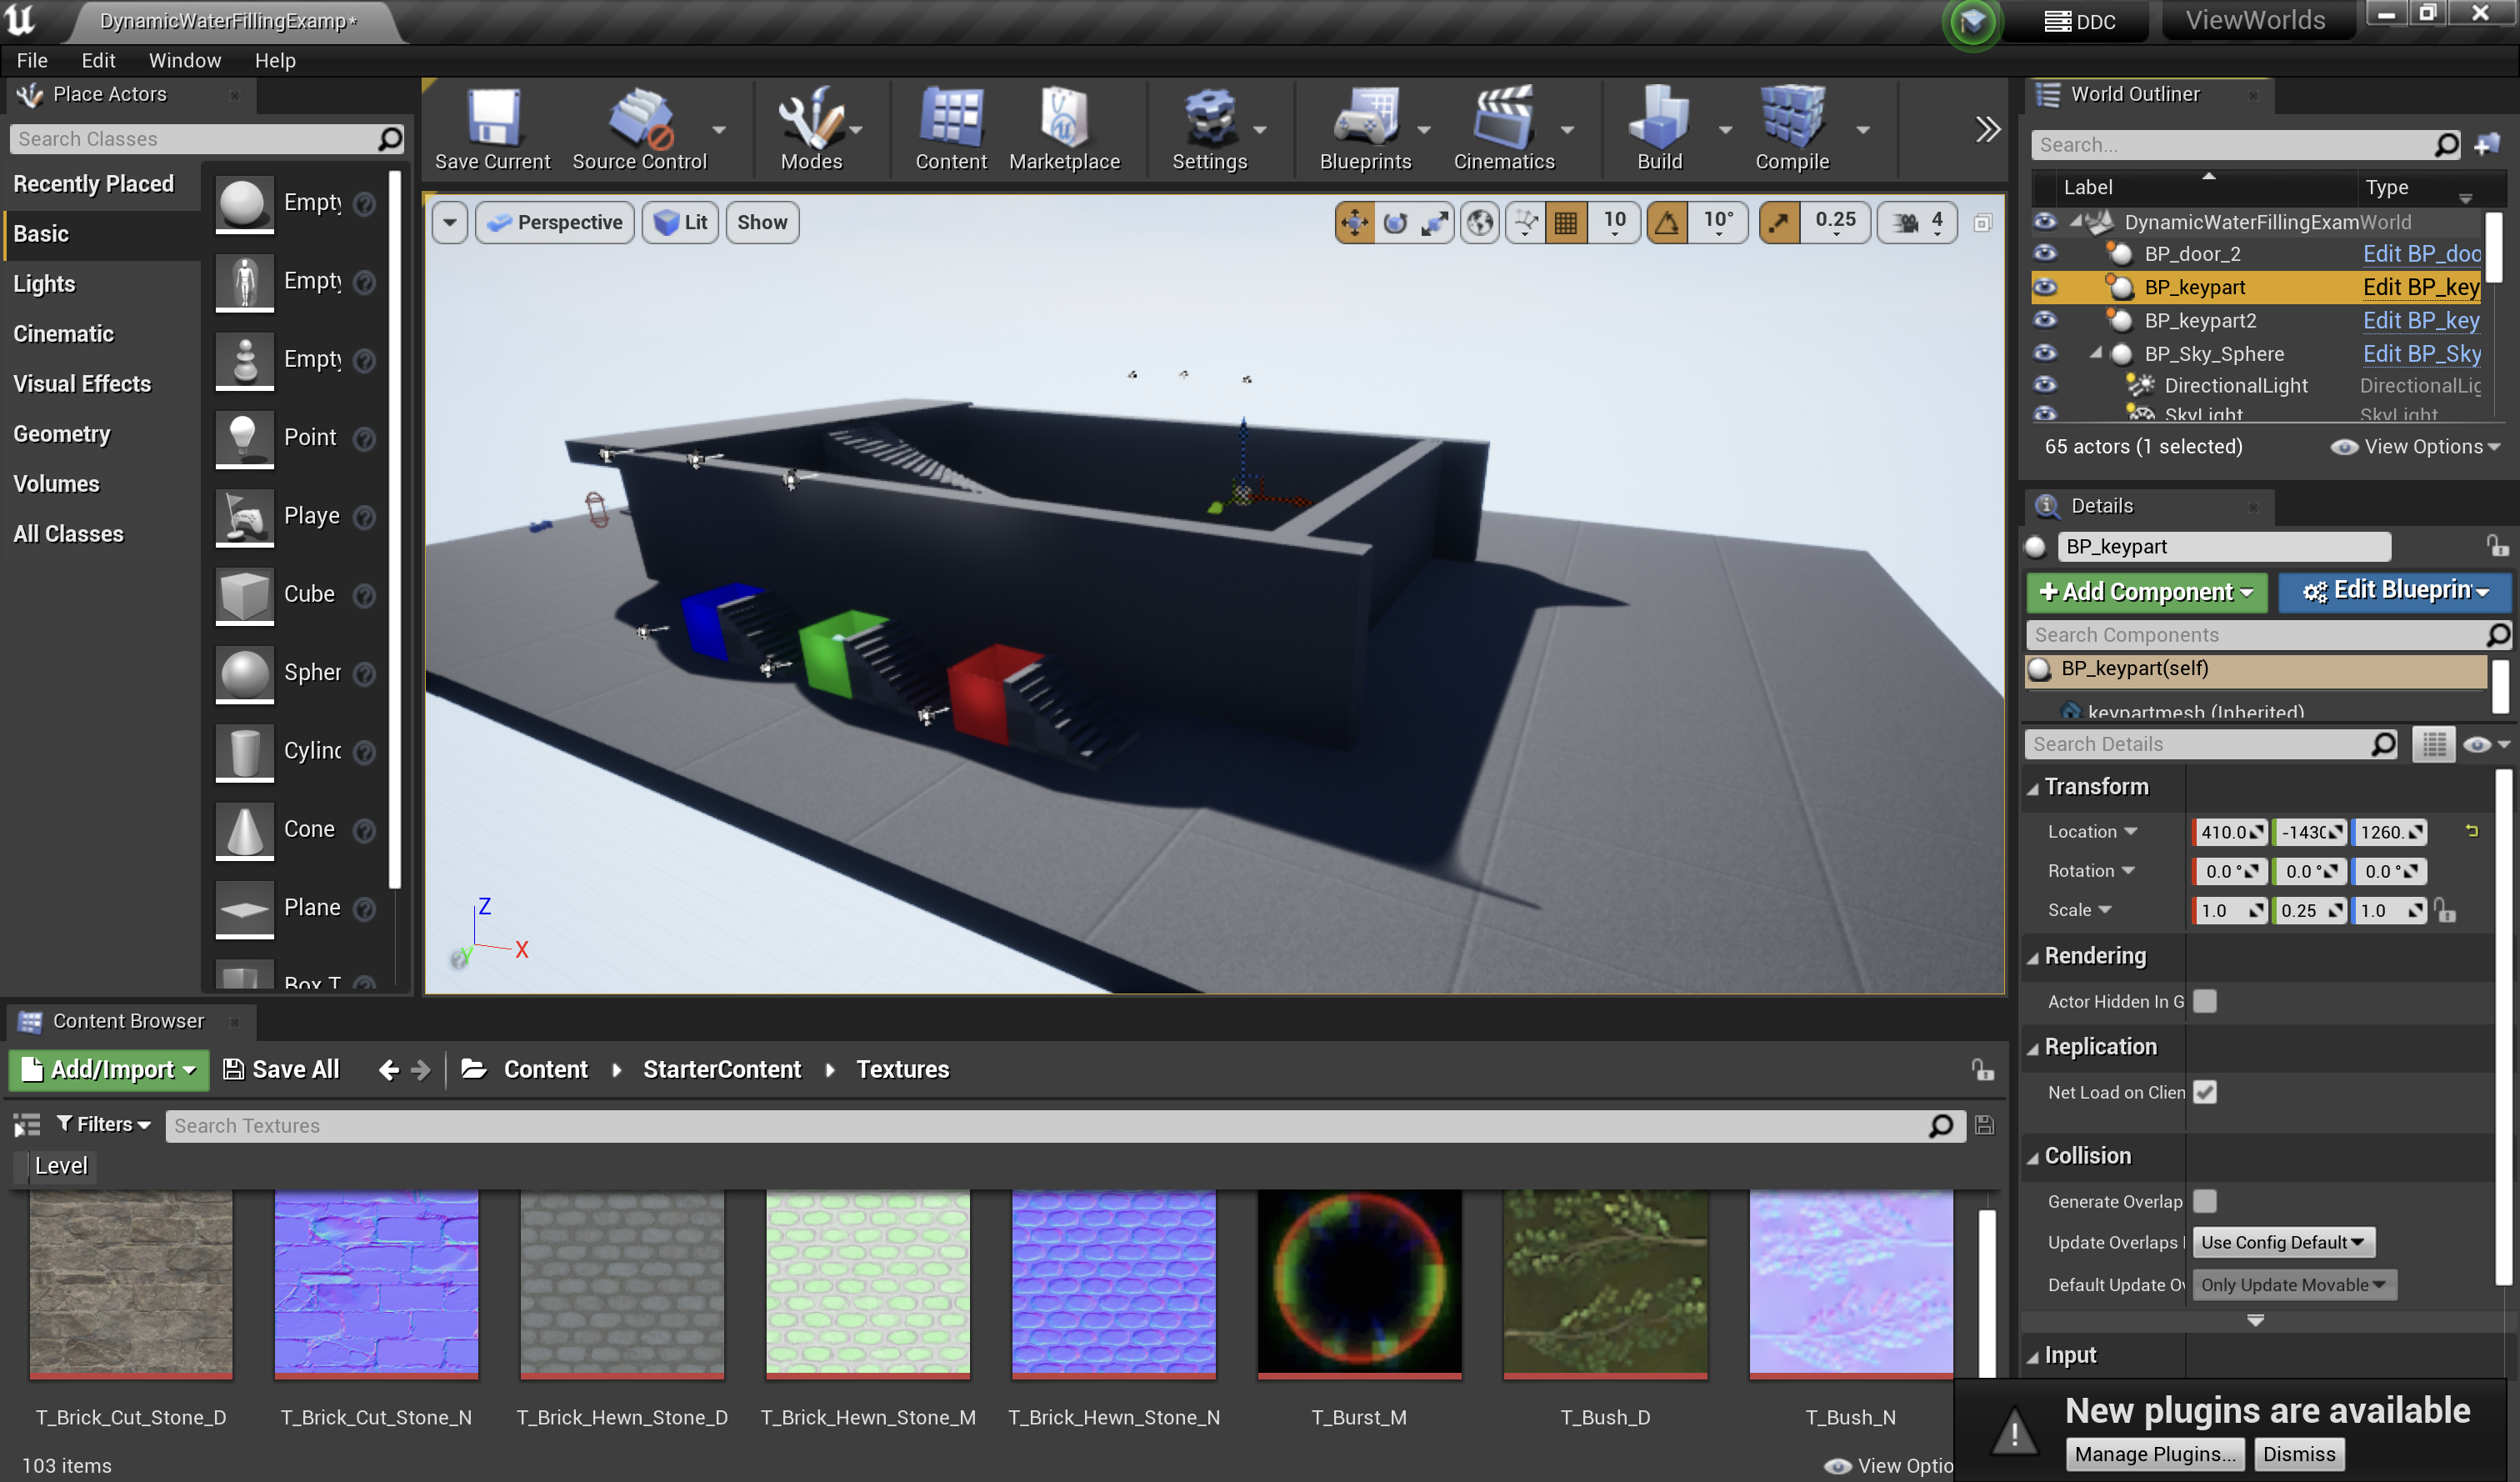 DynamicWaterFillingExamp*
DDC
ViewWorlds
File Edit Window Help
Place Actors
Search Classes
Recently Placed
Basic
Lights
Cinematic
Visual Effects
Geometry
Volumes
All Classes
Empty
Empty
Empty
Point
Playe
Cube
Spher
Cylinc
Cone
Plane
Box T
Save Current
Source Control
Modes
Content
Marketplace
Settings
Blueprints
Cinematics
Build
Compile
Perspective
Lit
Show
10
10°
0.25
4
Z
X
Y
World Outliner
Search...
Label Type
DynamicWaterFillingExam World
BP_door_2 Edit BP_doo
BP_keypart Edit BP_key
BP_keypart2 Edit BP_key
BP_Sky_Sphere Edit BP_Sky
DirectionalLight DirectionalLig
SkyLight SkyLight
65 actors (1 selected)
View Options
Details
BP_keypart
+Add Component
Edit Blueprin
Search Components
BP_keypart(self)
keypartmesh (Inherited)
Search Details
Transform
Location 410.0 -1430 1260.
Rotation 0.0 ° 0.0 ° 0.0 °
Scale 1.0 0.25 1.0
Rendering
Actor Hidden In G
Replication
Net Load on Clien
Collision
Generate Overlap
Update Overlaps Use Config Default
Default Update Ov Only Update Movable
Input
Content Browser
Add/Import
Save All
Content
StarterContent
Textures
Filters
Search Textures
Level
T_Brick_Cut_Stone_D
T_Brick_Cut_Stone_N
T_Brick_Hewn_Stone_D
T_Brick_Hewn_Stone_M
T_Brick_Hewn_Stone_N
T_Burst_M
T_Bush_D
T_Bush_N
103 items
View Optio
New plugins are available
Manage Plugins...
Dismiss